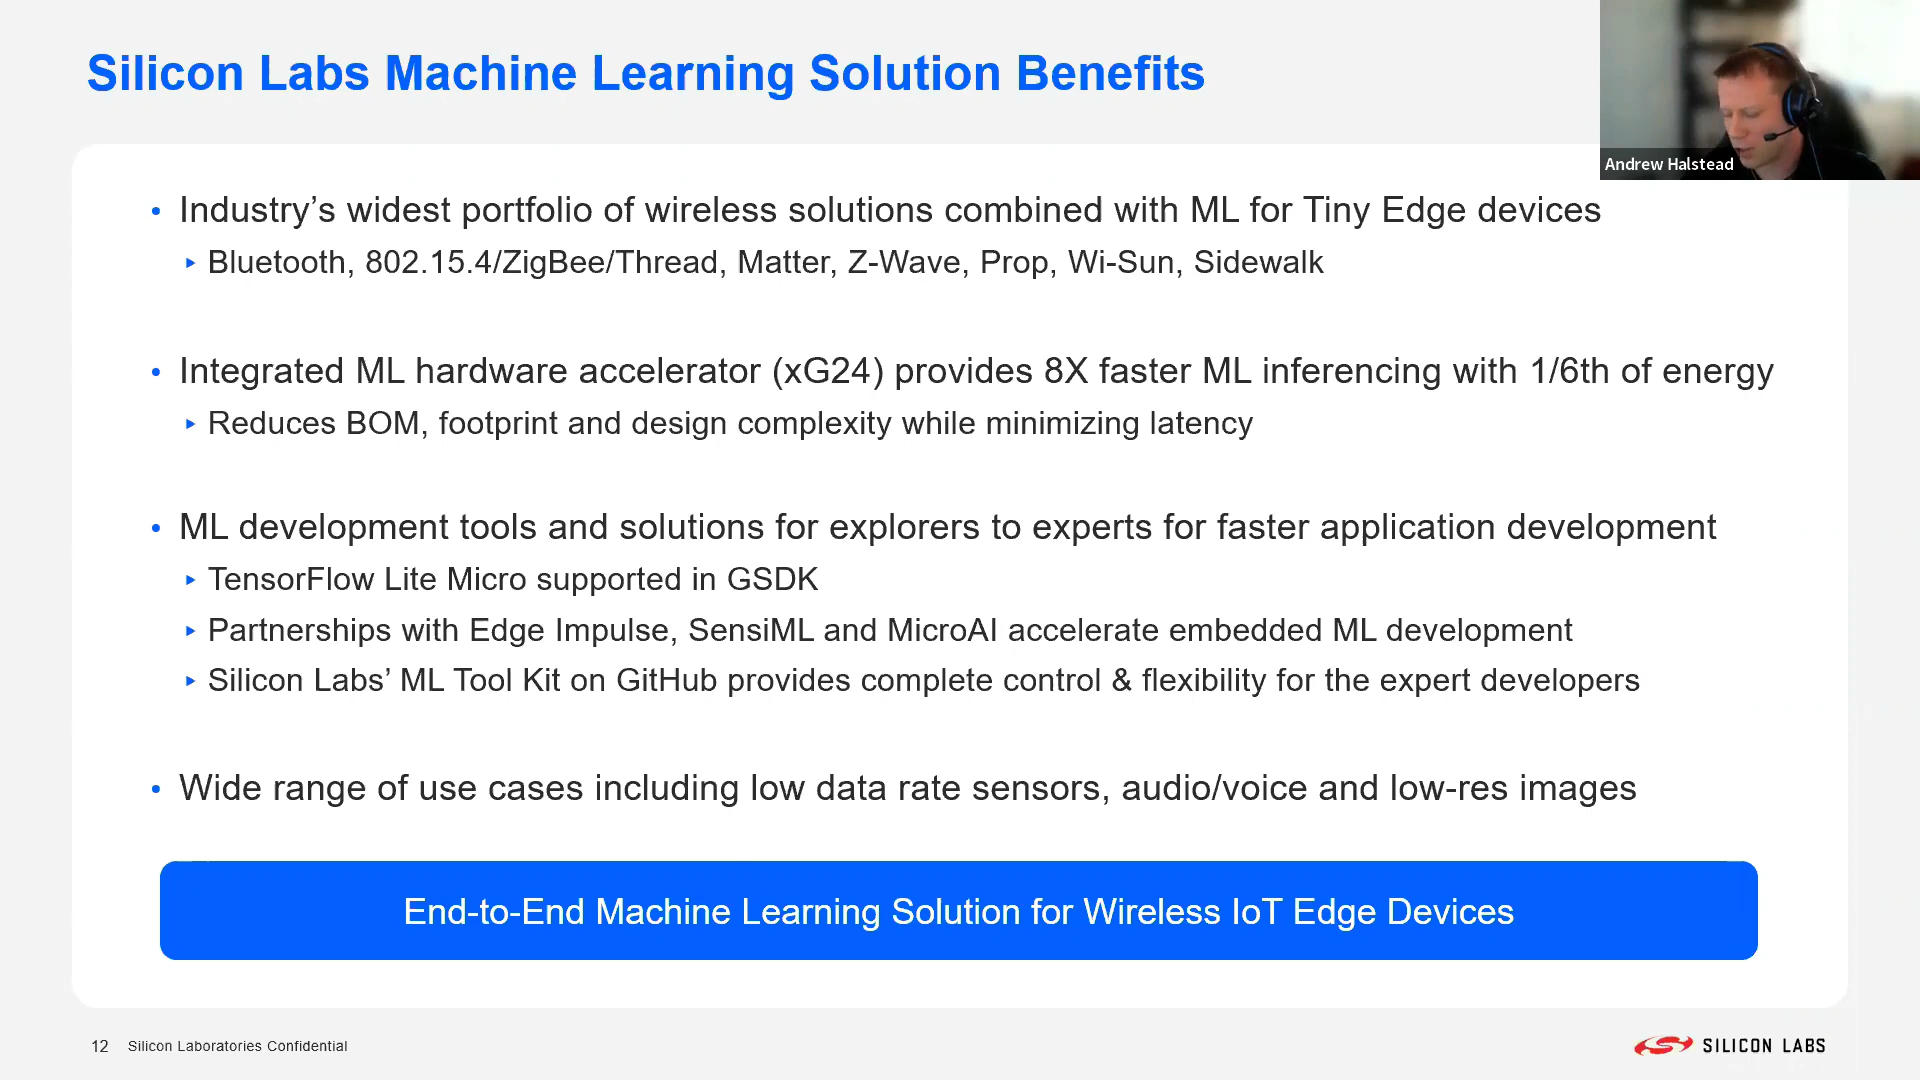 Silicon Labs Machine Learning Solution Benefits
Andrew Halstead
• Industry’s widest portfolio of wireless solutions combined with ML for Tiny Edge devices
▸ Bluetooth, 802.15.4/ZigBee/Thread, Matter, Z-Wave, Prop, Wi-Sun, Sidewalk
• Integrated ML hardware accelerator (xG24) provides 8X faster ML inferencing with 1/6th of energy
▸ Reduces BOM, footprint and design complexity while minimizing latency
• ML development tools and solutions for explorers to experts for faster application development
▸ TensorFlow Lite Micro supported in GSDK
▸ Partnerships with Edge Impulse, SensiML and MicroAI accelerate embedded ML development
▸ Silicon Labs’ ML Tool Kit on GitHub provides complete control & flexibility for the expert developers
• Wide range of use cases including low data rate sensors, audio/voice and low-res images
End-to-End Machine Learning Solution for Wireless IoT Edge Devices
12 Silicon Laboratories Confidential
SILICON LABS